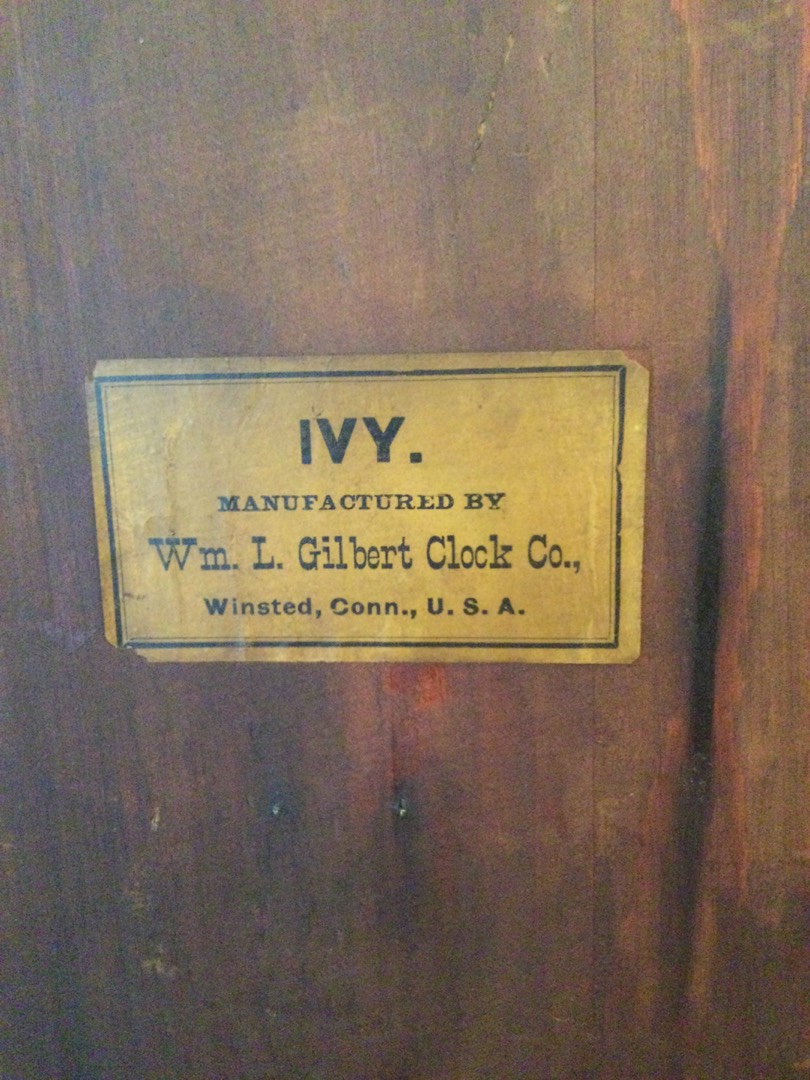 IVY.
MANUFACTURED BY
Wm. L. Gilbert Clock Co.,
Winsted, Conn., U. S. A.